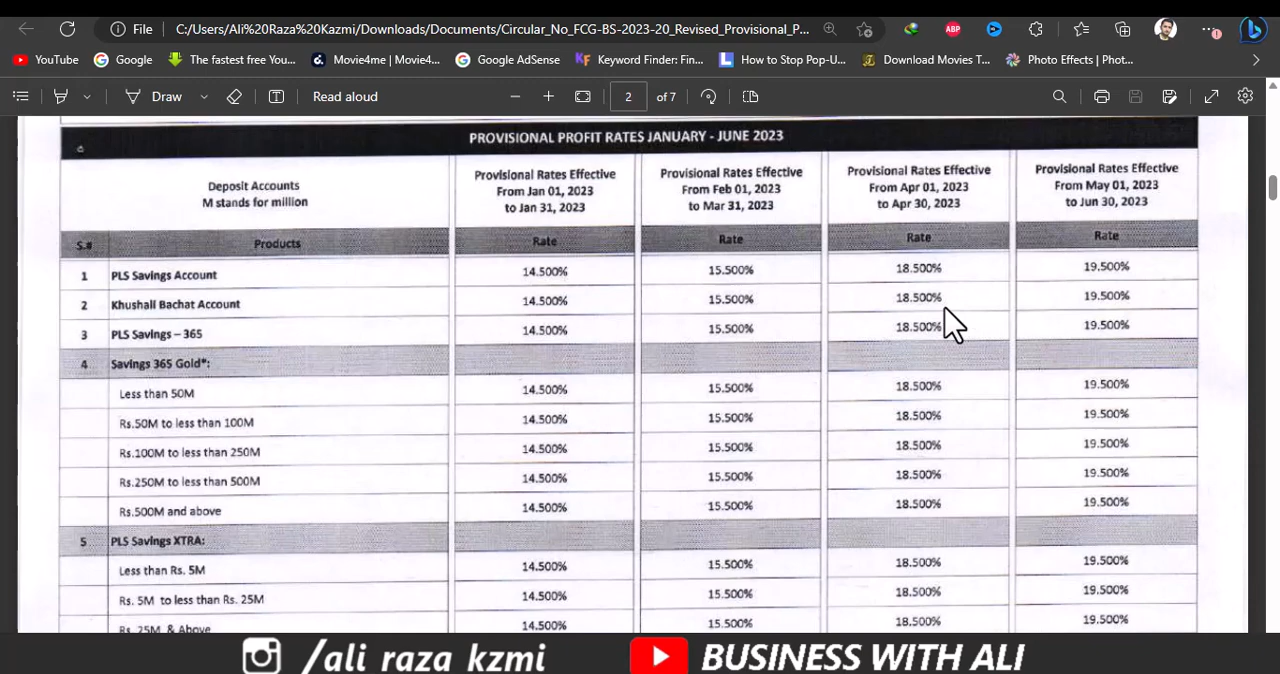 File C:/Users/Ali%20Raza%20Kazmi/Downloads/Documents/Circular_No_FCG-BS-2023-20_Revised_Provisional_P...
ABP
YouTube Google The fastest free You... Movie4me | Movie4... Google AdSense Keyword Finder: Fin... How to Stop Pop-U... Download Movies T... Photo Effects | Phot...
Draw Read aloud 2 of 7
PROVISIONAL PROFIT RATES JANUARY - JUNE 2023
Deposit Accounts
M stands for million
Provisional Rates Effective
From Jan 01, 2023
to Jan 31, 2023
Provisional Rates Effective
From Feb 01, 2023
to Mar 31, 2023
Provisional Rates Effective
From Apr 01, 2023
to Apr 30, 2023
Provisional Rates Effective
From May 01, 2023
to Jun 30, 2023
S.# Products Rate Rate Rate Rate
1 PLS Savings Account 14.500% 15.500% 18.500% 19.500%
2 Khushall Bachat Account 14.500% 15.500% 18.500% 19.500%
3 PLS Savings – 365 14.500% 15.500% 18.500% 19.500%
4 Savings 365 Gold*:
Less than 50M 14.500% 15.500% 18.500% 19.500%
Rs.50M to less than 100M 14.500% 15.500% 18.500% 19.500%
Rs.100M to less than 250M 14.500% 15.500% 18.500% 19.500%
Rs.250M to less than 500M 14.500% 15.500% 18.500% 19.500%
Rs.500M and above 14.500% 15.500% 18.500% 19.500%
5 PLS Savings XTRA:
Less than Rs. 5M 14.500% 15.500% 18.500% 19.500%
Rs. 5M to less than Rs. 25M 14.500% 15.500% 18.500% 19.500%
Rs. 25M & Above 14.500% 15.500% 18.500% 19.500%
/ali raza kzmi BUSINESS WITH ALI